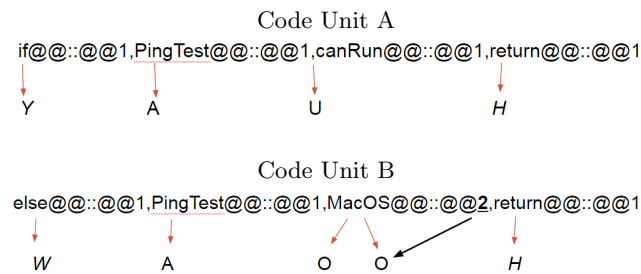 Code Unit A
if@@::@@1,PingTest@@::@@1,canRun@@::@@1,return@@::@@1
Y A U H
Code Unit B
else@@::@@1,PingTest@@::@@1,MacOS@@::@@2,return@@::@@1
W A O O H